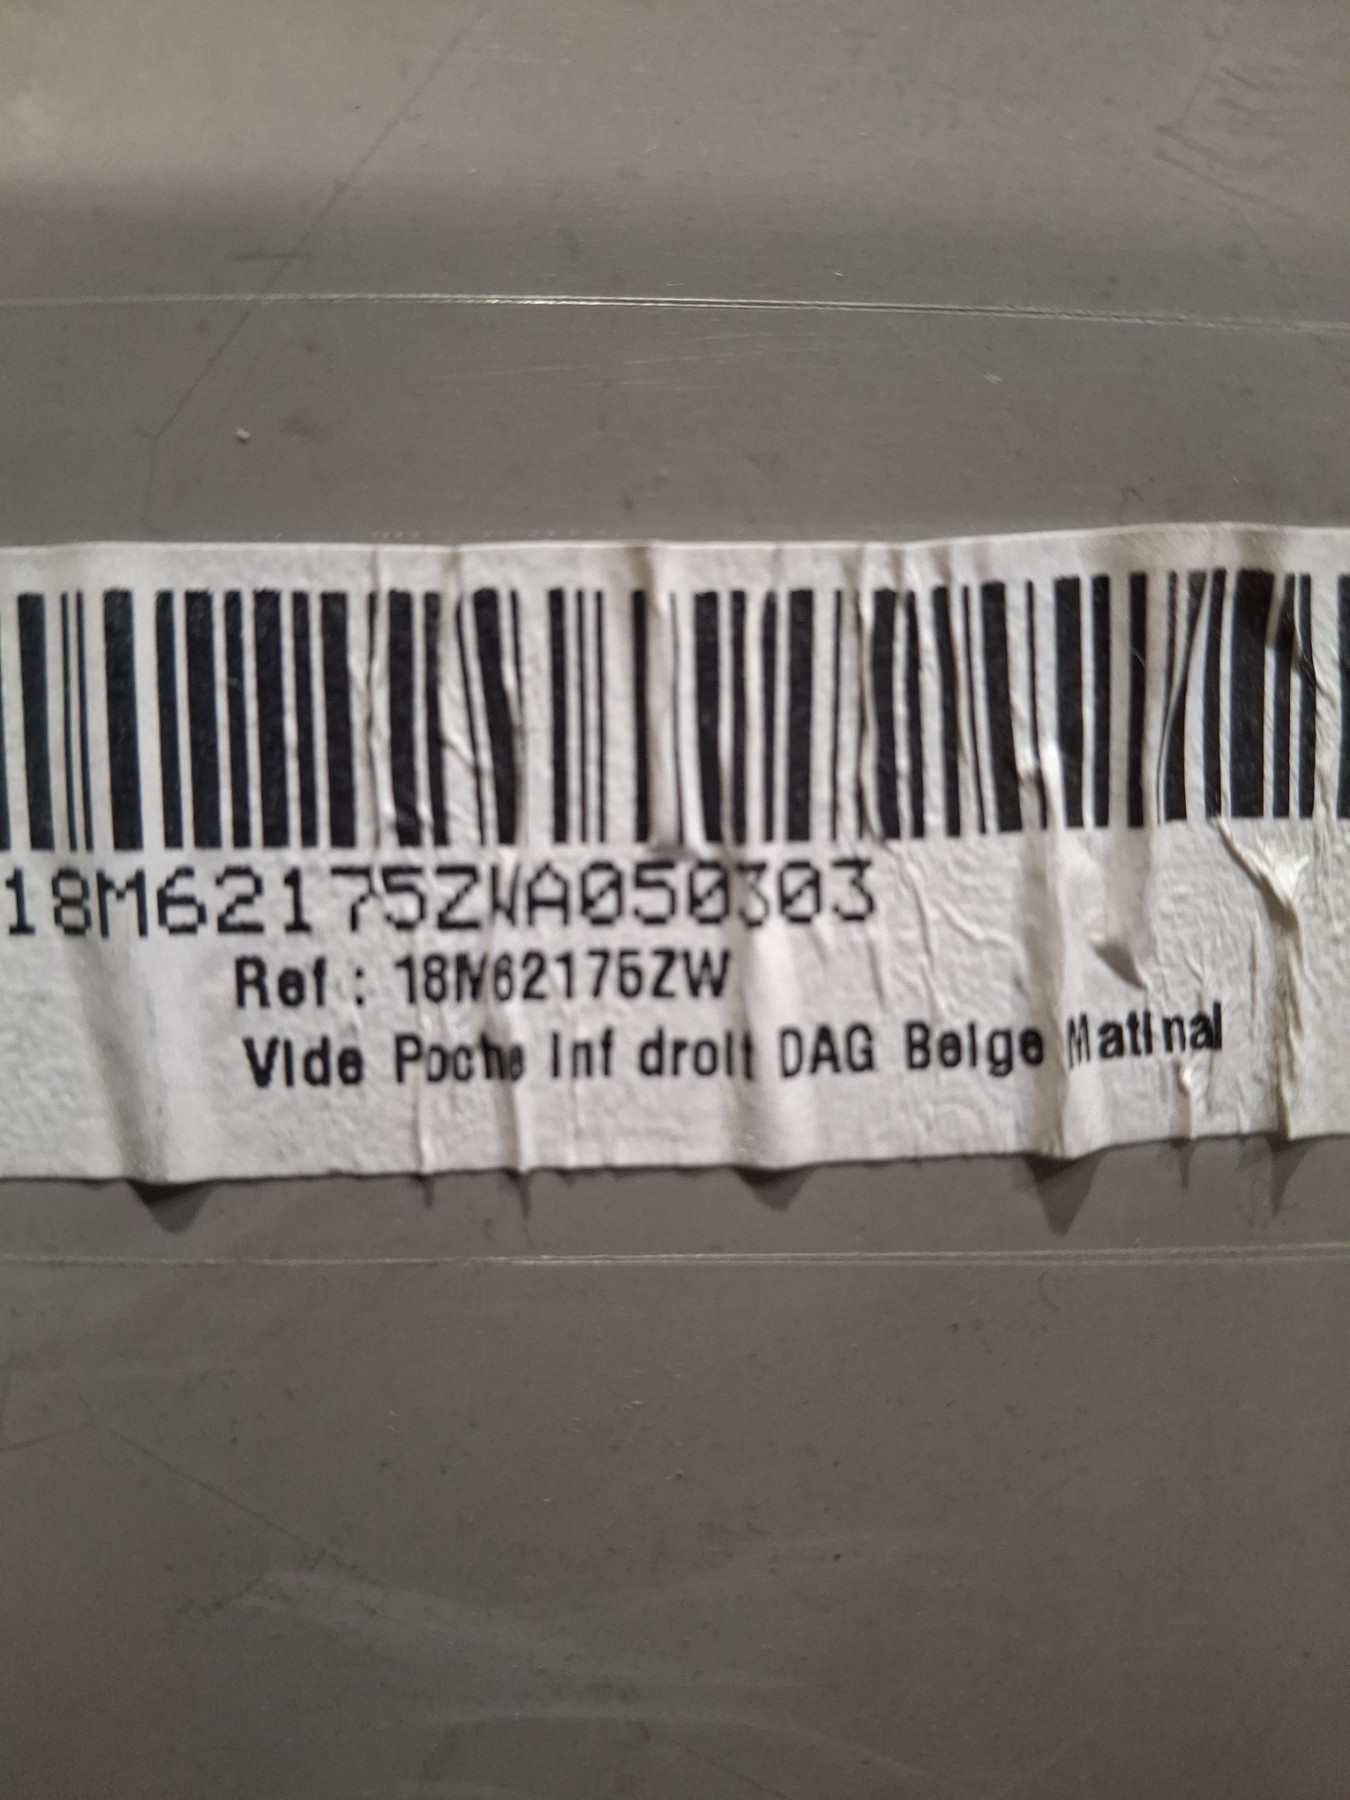 18M62175ZWA050303
Ref : 18M62175ZW
Vide Poche Inf droit DAG Beige Matinal